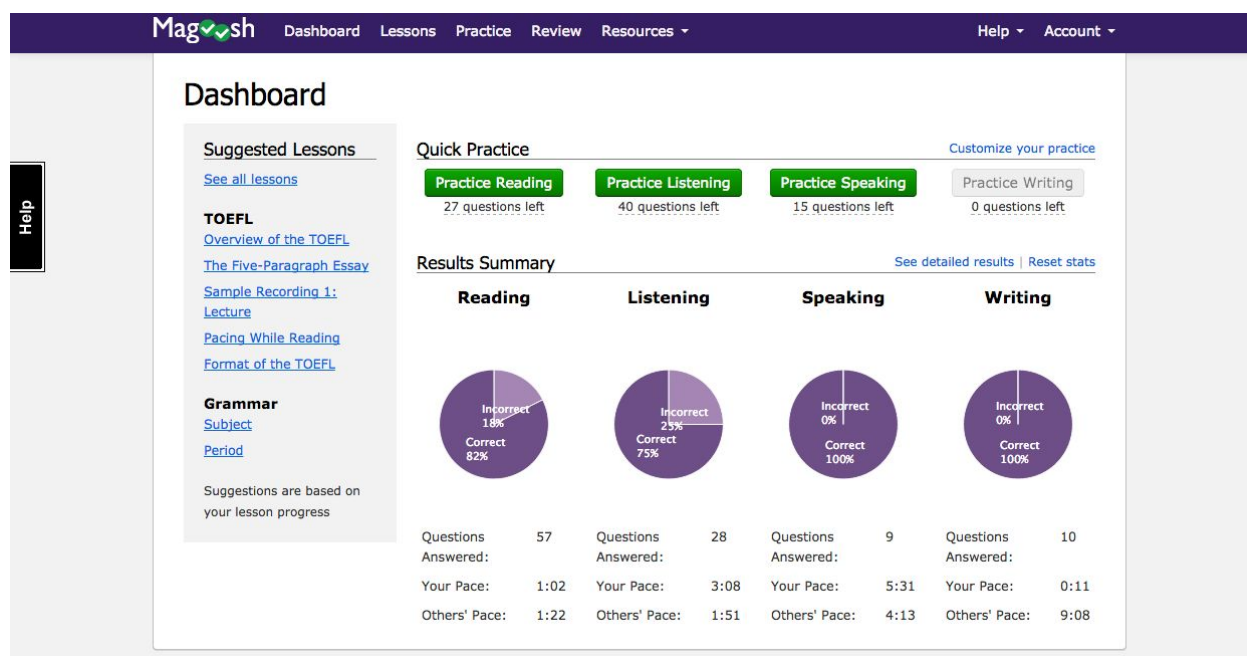 Magoosh Dashboard Lessons Practice Review Resources Help Account
Help
Dashboard
Suggested Lessons
See all lessons
TOEFL
Overview of the TOEFL
The Five-Paragraph Essay
Sample Recording 1:
Lecture
Pacing While Reading
Format of the TOEFL
Grammar
Subject
Period
Suggestions are based on
your lesson progress
Quick Practice Customize your practice
Practice Reading Practice Listening Practice Speaking Practice Writing
27 questions left 40 questions left 15 questions left 0 questions left
Results Summary See detailed results | Reset stats
Reading Listening Speaking Writing
Incorrect
18%
Correct
82%
Incorrect
25%
Correct
75%
Incorrect
0%
Correct
100%
Incorrect
0%
Correct
100%
Questions 57 Questions 28 Questions 9 Questions 10
Answered: Answered: Answered: Answered:
Your Pace: 1:02 Your Pace: 3:08 Your Pace: 5:31 Your Pace: 0:11
Others' Pace: 1:22 Others' Pace: 1:51 Others' Pace: 4:13 Others' Pace: 9:08